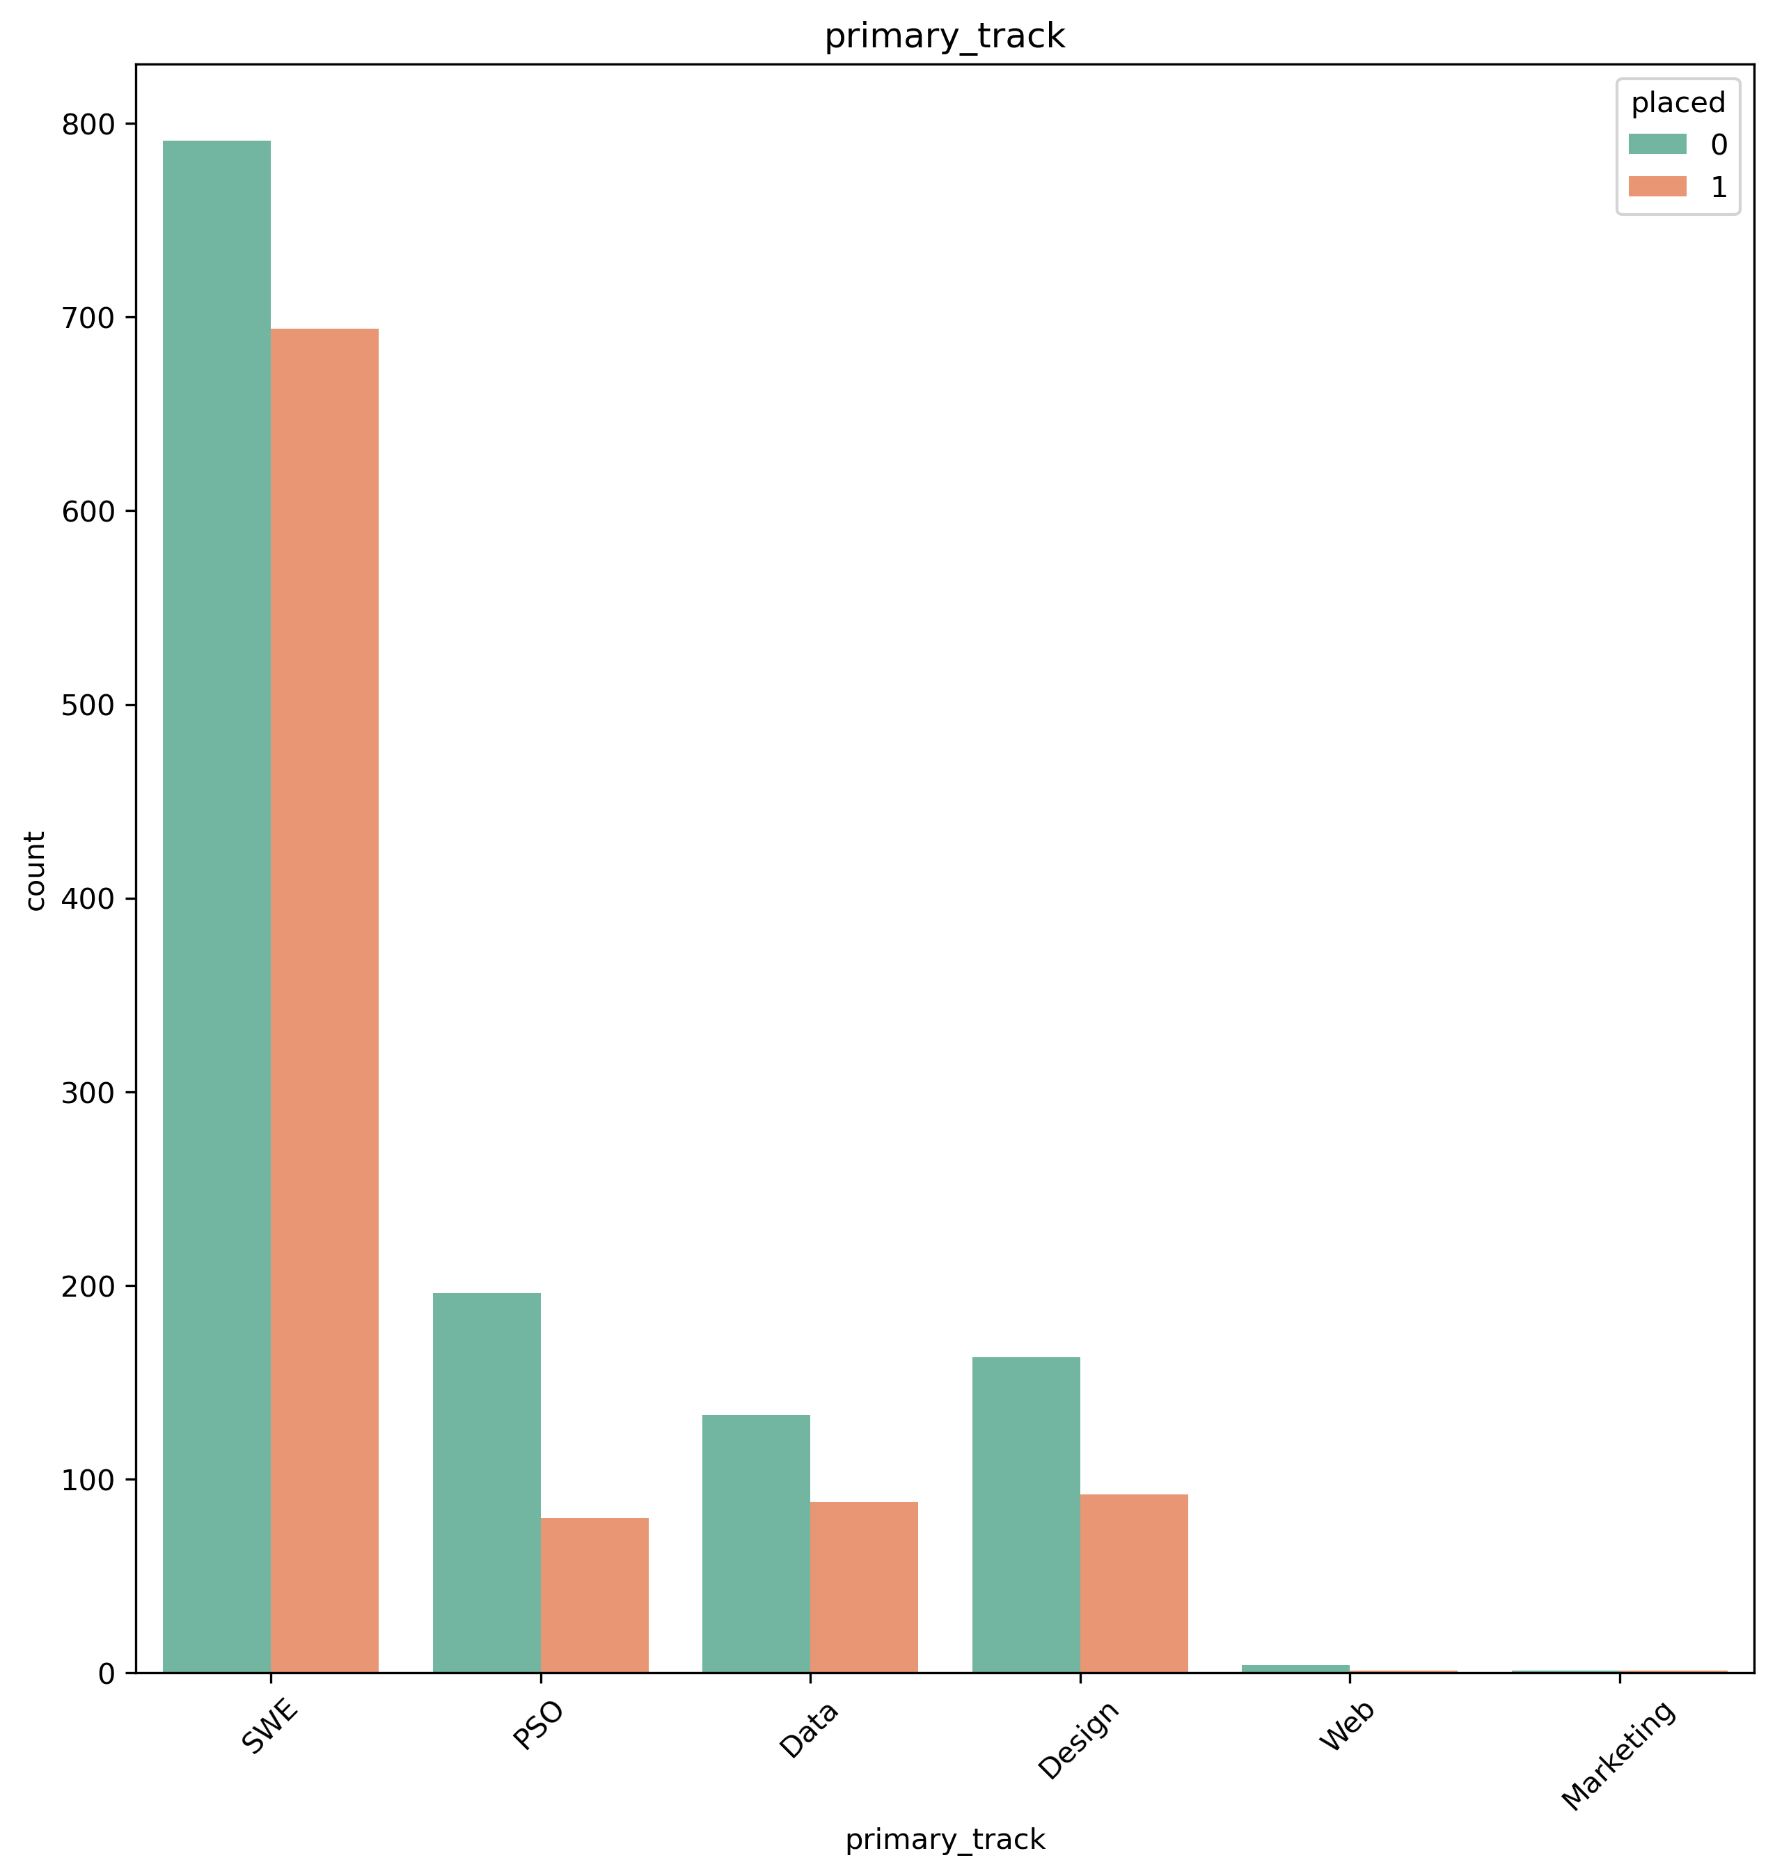 primary_track
placed
0
1
800
700
600
500
400
300
200
100
0
count
SWE
PSO
Data
Design
Web
Marketing
primary_track